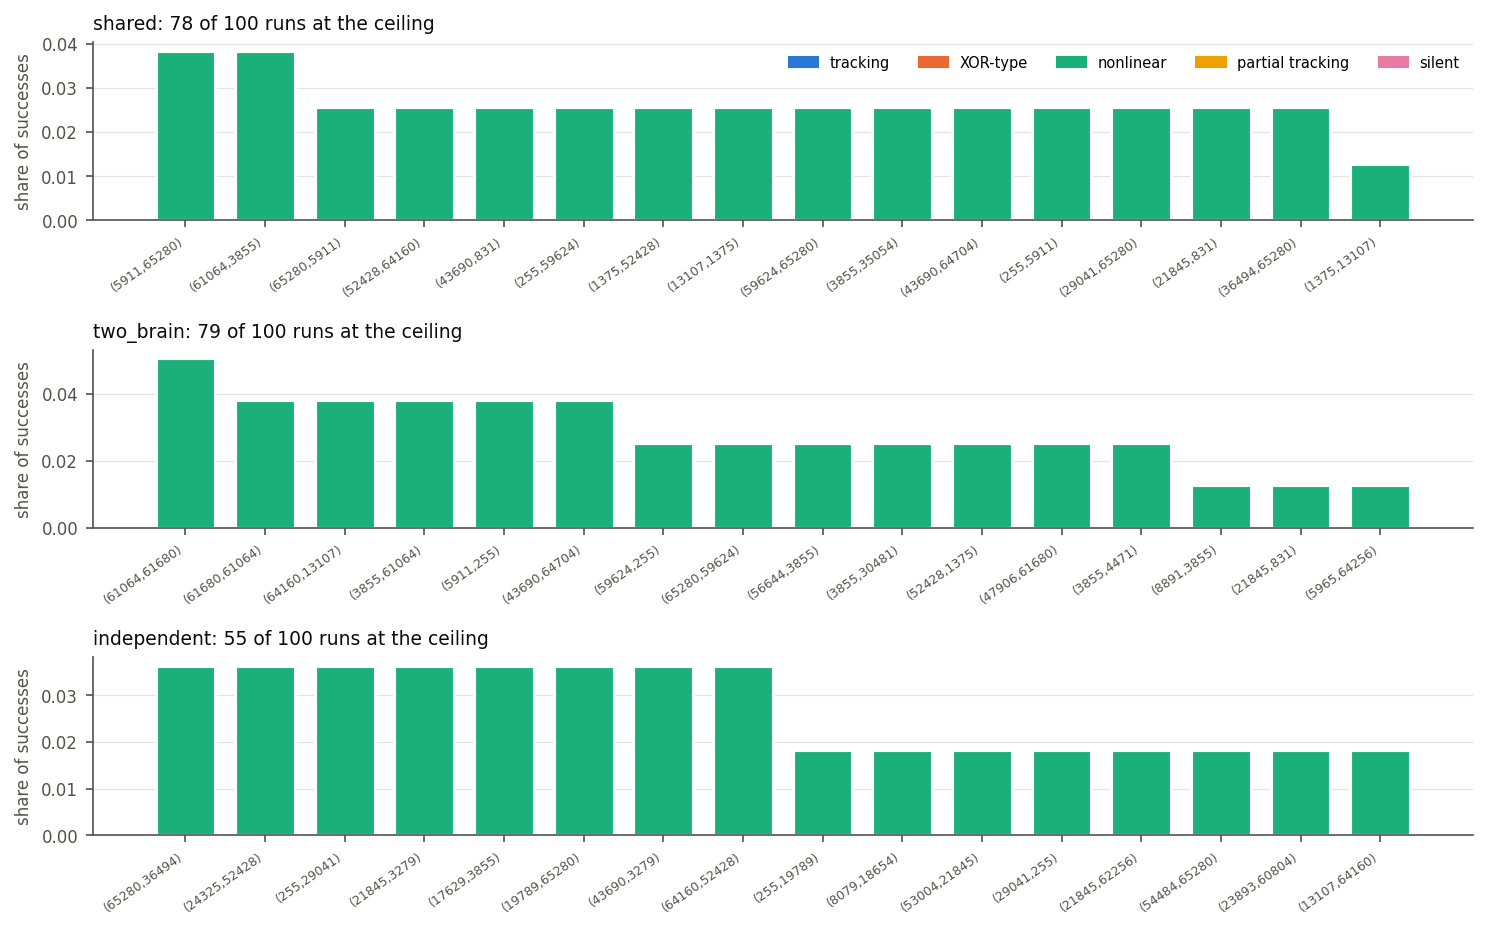 shared: 78 of 100 runs at the ceiling
share of successes
0.04
0.03
0.02
0.01
0.00
tracking XOR-type nonlinear partial tracking silent
(5911,65280) (61064,3855) (65280,5911) (52428,64160) (43690,831) (255,59624) (1375,52428) (13107,1375) (59624,65280) (3855,35054) (43690,64704) (255,5911) (29041,65280) (21845,831) (36494,65280) (1375,13107)
two_brain: 79 of 100 runs at the ceiling
share of successes
0.04
0.02
0.00
(61064,61680) (61680,61064) (64160,13107) (3855,61064) (5911,255) (43690,64704) (59624,255) (65280,59624) (56644,3855) (3855,30481) (52428,1375) (47906,61680) (3855,4471) (8891,3855) (21845,831) (5965,64256)
independent: 55 of 100 runs at the ceiling
share of successes
0.03
0.02
0.01
0.00
(65280,36494) (24325,52428) (255,29041) (21845,3279) (17629,3855) (19789,65280) (43690,3279) (64160,52428) (255,19789) (8079,18654) (53004,21845) (29041,255) (21845,62256) (54484,65280) (23893,60804) (13107,64160)